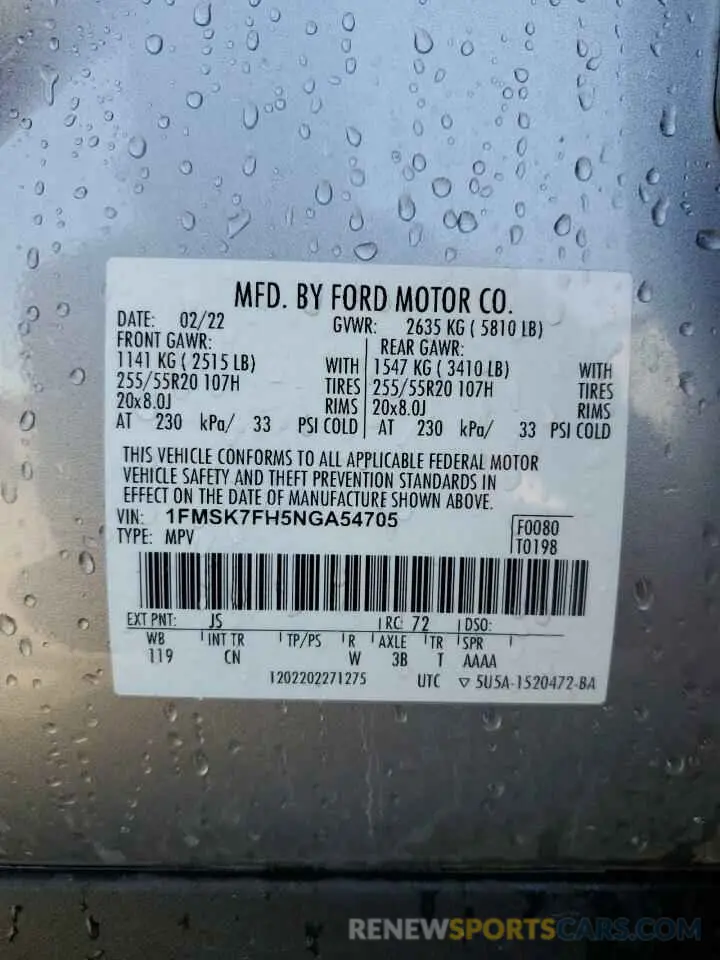 MFD. BY FORD MOTOR CO.
DATE: 02/22 GVWR: 2635 KG ( 5810 LB)
FRONT GAWR: REAR GAWR:
1141 KG ( 2515 LB) WITH 1547 KG ( 3410 LB) WITH
255/55R20 107H TIRES 255/55R20 107H TIRES
20x8.0J RIMS 20x8.0J RIMS
AT 230 kPa/ 33 PSI COLD AT 230 kPa/ 33 PSI COLD
THIS VEHICLE CONFORMS TO ALL APPLICABLE FEDERAL MOTOR
VEHICLE SAFETY AND THEFT PREVENTION STANDARDS IN
EFFECT ON THE DATE OF MANUFACTURE SHOWN ABOVE.
VIN: 1FMSK7FH5NGA54705
F0080
TYPE: MPV
T0198
EXT PNT: JS RC: 72 DSO:
WB INT TR TP/PS R AXLE TR SPR
119 CN W 3B T AAAA
1202202271275 UTC ▽ 5U5A-1520472-BA
RENEWSPORTSCARS.COM